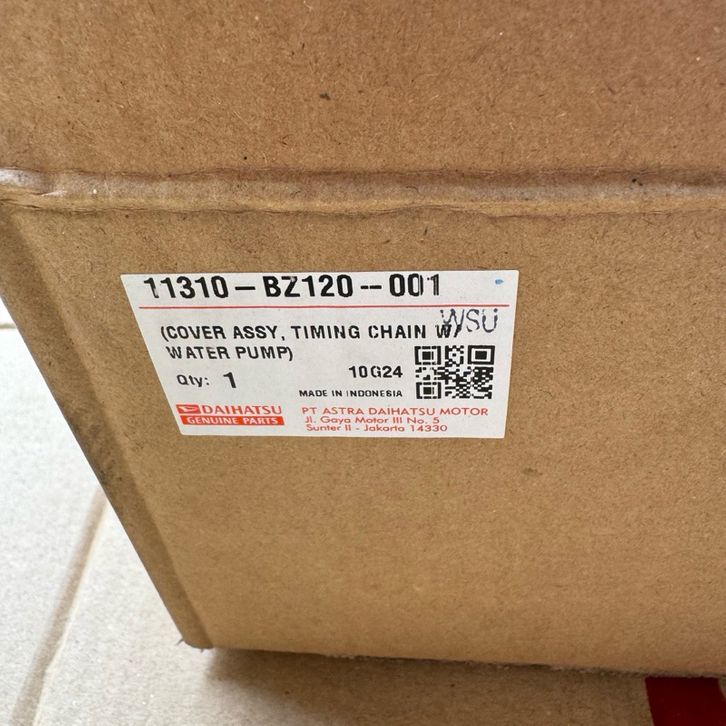 11310-BZ120-001
WSU
(COVER ASSY, TIMING CHAIN W/
WATER PUMP)
Qty: 1
10G24
MADE IN INDONESIA
DAIHATSU
GENUINE PARTS
PT ASTRA DAIHATSU MOTOR
Jl. Gaya Motor III No. 5
Sunter II - Jakarta 14330